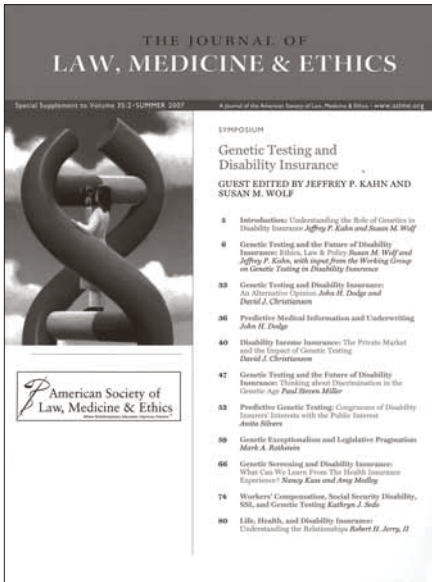 THE JOURNAL OF
LAW, MEDICINE & ETHICS
Special Supplement to Volume 35:2 • SUMMER 2007
A Journal of the American Society of Law, Medicine & Ethics • www.aslme.org
SYMPOSIUM
Genetic Testing and
Disability Insurance
GUEST EDITED BY JEFFREY P. KAHN AND
SUSAN M. WOLF
5 Introduction: Understanding the Role of Genetics in
Disability Insurance Jeffrey P. Kahn and Susan M. Wolf
6 Genetic Testing and the Future of Disability
Insurance: Ethics, Law & Policy Susan M. Wolf and
Jeffrey P. Kahn, with input from the Working Group
on Genetic Testing in Disability Insurance
33 Genetic Testing and Disability Insurance:
An Alternative Opinion John H. Dodge and
David J. Christianson
36 Predictive Medical Information and Underwriting
John H. Dodge
40 Disability Income Insurance: The Private Market
and the Impact of Genetic Testing
David J. Christianson
47 Genetic Testing and the Future of Disability
Insurance: Thinking about Discrimination in the
Genetic Age Paul Steven Miller
52 Predictive Genetic Testing: Congruence of Disability
Insurers' Interests with the Public Interest
Anita Silvers
59 Genetic Exceptionalism and Legislative Pragmatism
Mark A. Rothstein
66 Genetic Screening and Disability Insurance:
What Can We Learn From The Health Insurance
Experience? Nancy Kass and Amy Medley
74 Workers' Compensation, Social Security Disability,
SSI, and Genetic Testing Kathryn J. Sedo
80 Life, Health, and Disability Insurance:
Understanding the Relationships Robert H. Jerry, II
American Society of
Law, Medicine & Ethics